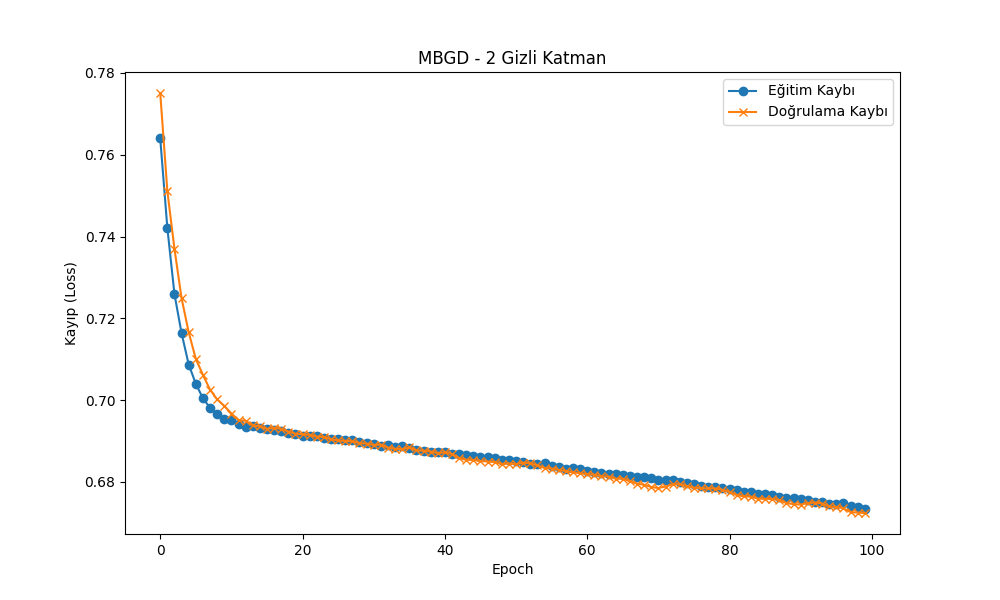 MBGD - 2 Gizli Katman
Eğitim Kaybı
Doğrulama Kaybı
Kayıp (Loss)
0.78
0.76
0.74
0.72
0.70
0.68
0
20
40
60
80
100
Epoch